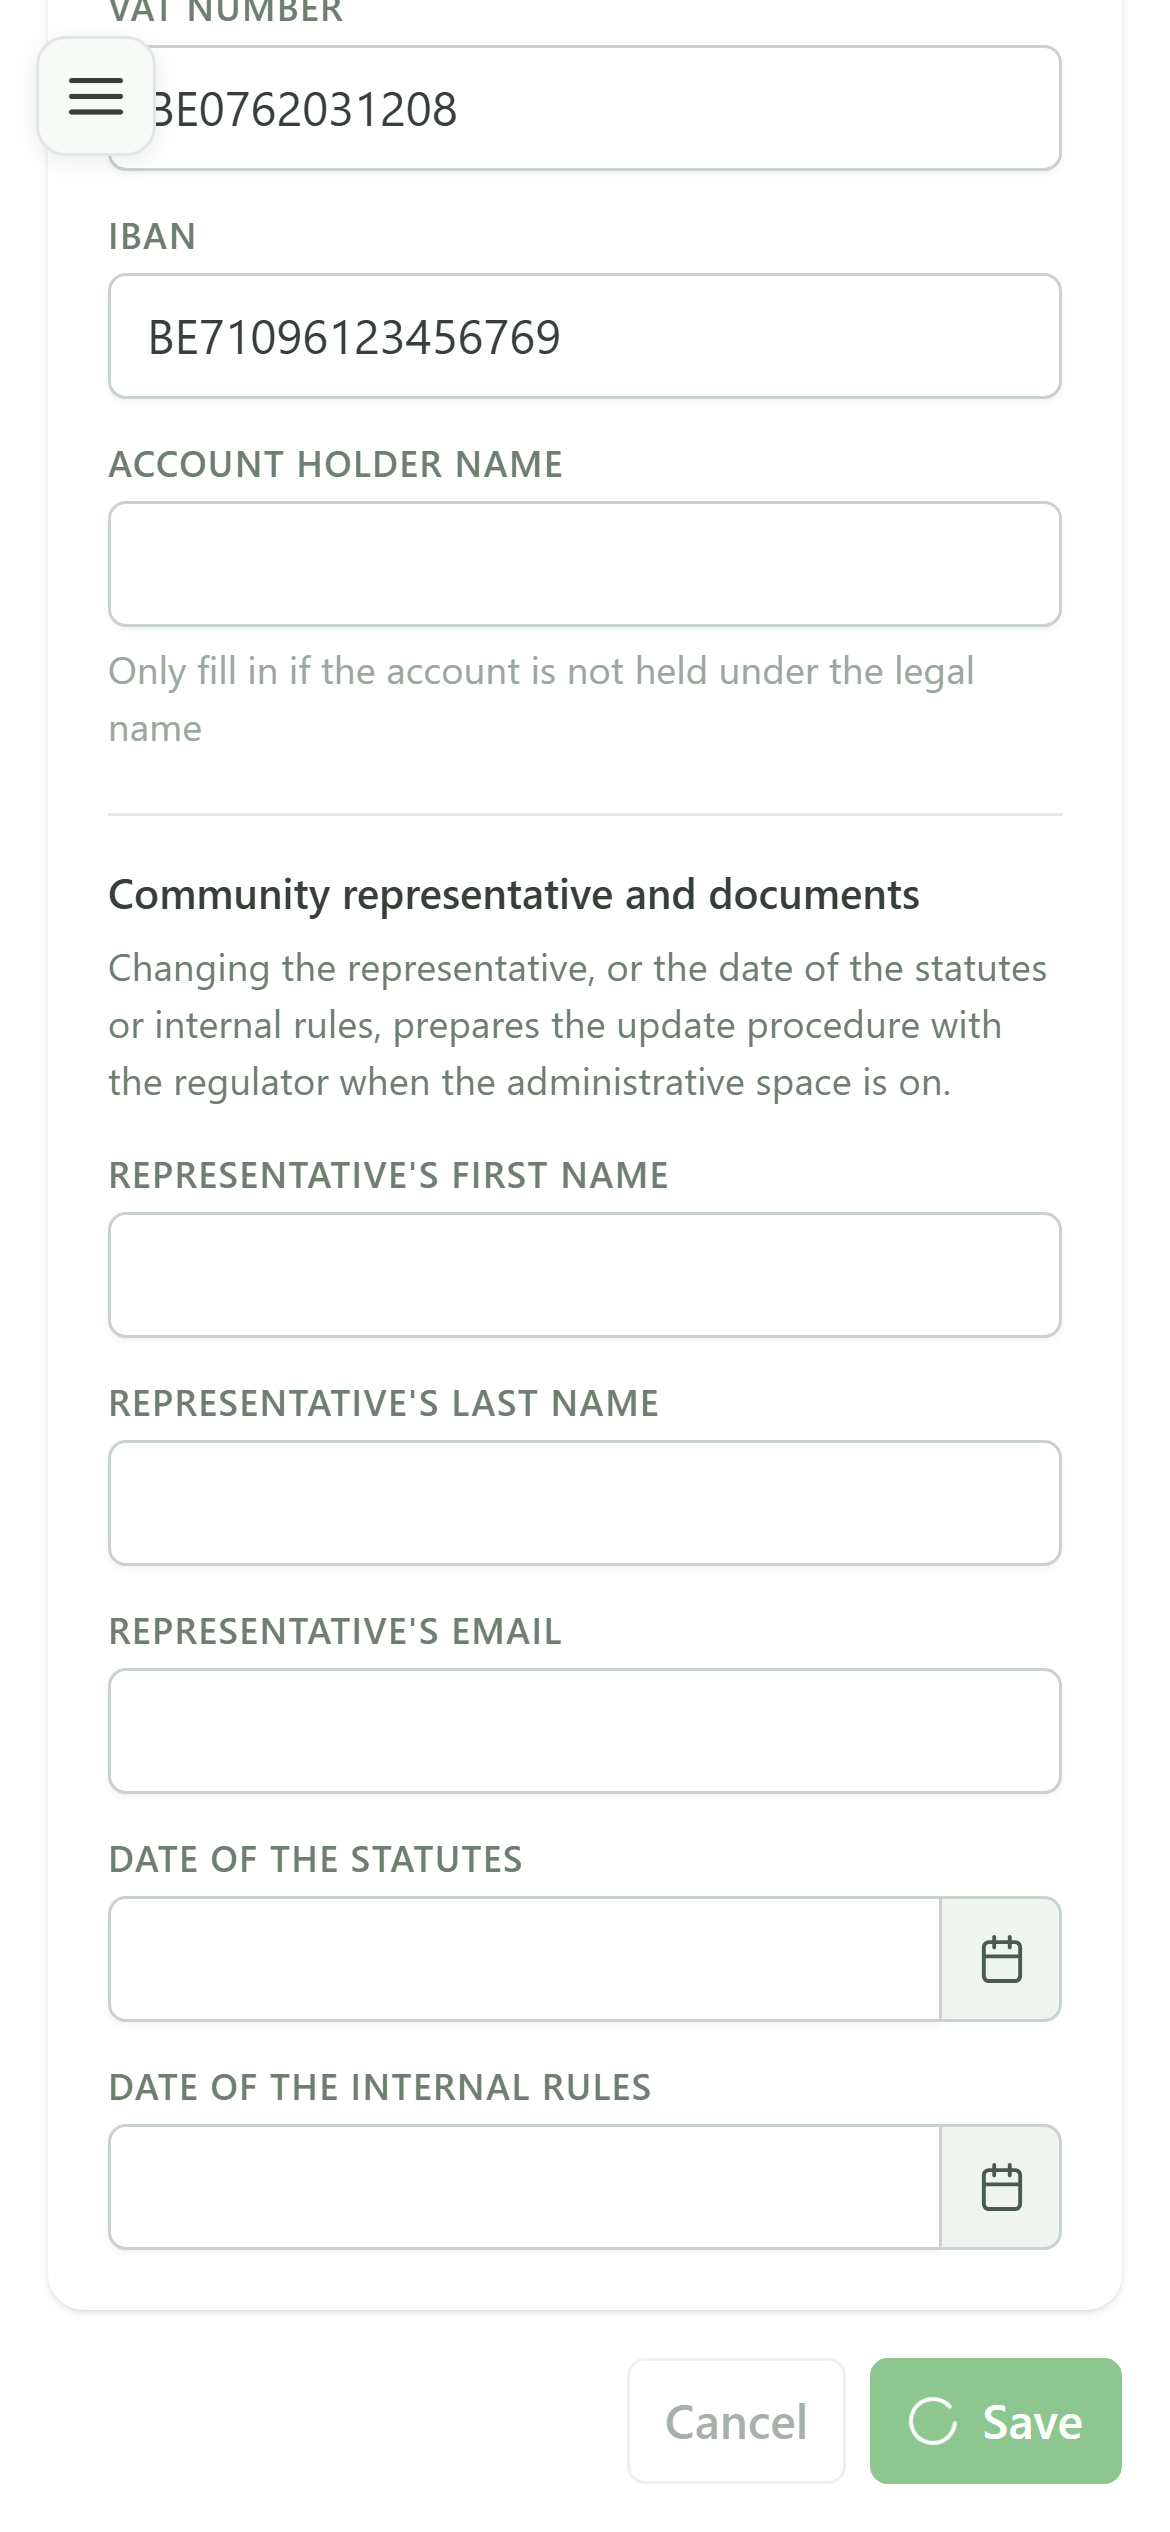 VAT NUMBER
BE0762031208
IBAN
BE71096123456769
ACCOUNT HOLDER NAME
Only fill in if the account is not held under the legal
name
Community representative and documents
Changing the representative, or the date of the statutes
or internal rules, prepares the update procedure with
the regulator when the administrative space is on.
REPRESENTATIVE'S FIRST NAME
REPRESENTATIVE'S LAST NAME
REPRESENTATIVE'S EMAIL
DATE OF THE STATUTES
DATE OF THE INTERNAL RULES
Cancel
Save